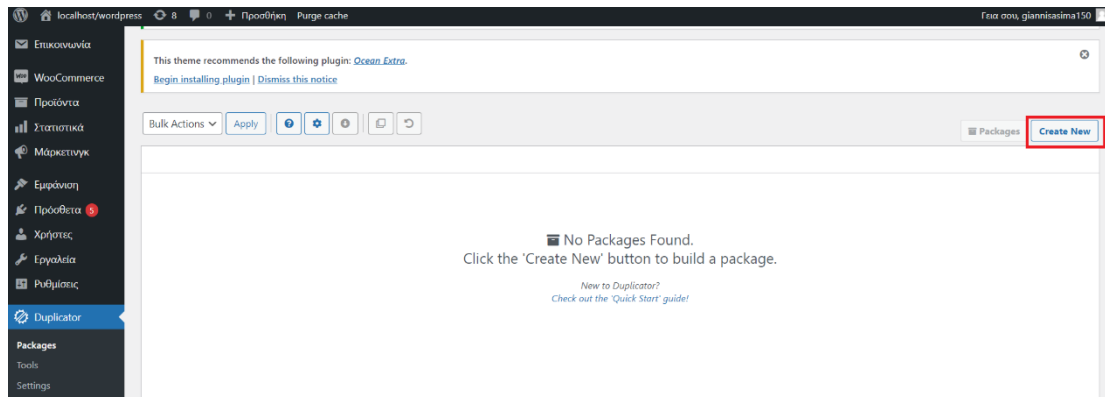 localhost/wordpress 8 0 Προσθήκη Purge cache Γεια σου, giannisasima150
Επικοινωνία
WooCommerce
Προϊόντα
Στατιστικά
Μάρκετινγκ
Εμφάνιση
Πρόσθετα 5
Χρήστες
Εργαλεία
Ρυθμίσεις
Duplicator
Packages
Tools
Settings
This theme recommends the following plugin: Ocean Extra.
Begin installing plugin | Dismiss this notice
Bulk Actions Apply
Packages Create New
No Packages Found.
Click the 'Create New' button to build a package.
New to Duplicator?
Check out the 'Quick Start' guide!